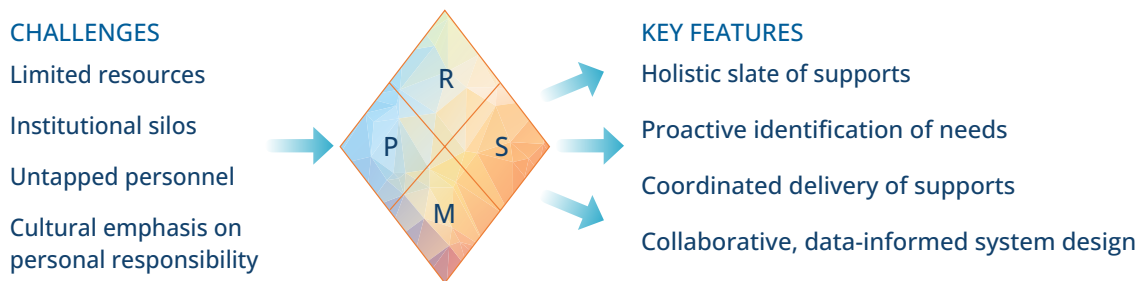 CHALLENGES
Limited resources
Institutional silos
Untapped personnel
Cultural emphasis on
personal responsibility
R
P
S
M
KEY FEATURES
Holistic slate of supports
Proactive identification of needs
Coordinated delivery of supports
Collaborative, data-informed system design